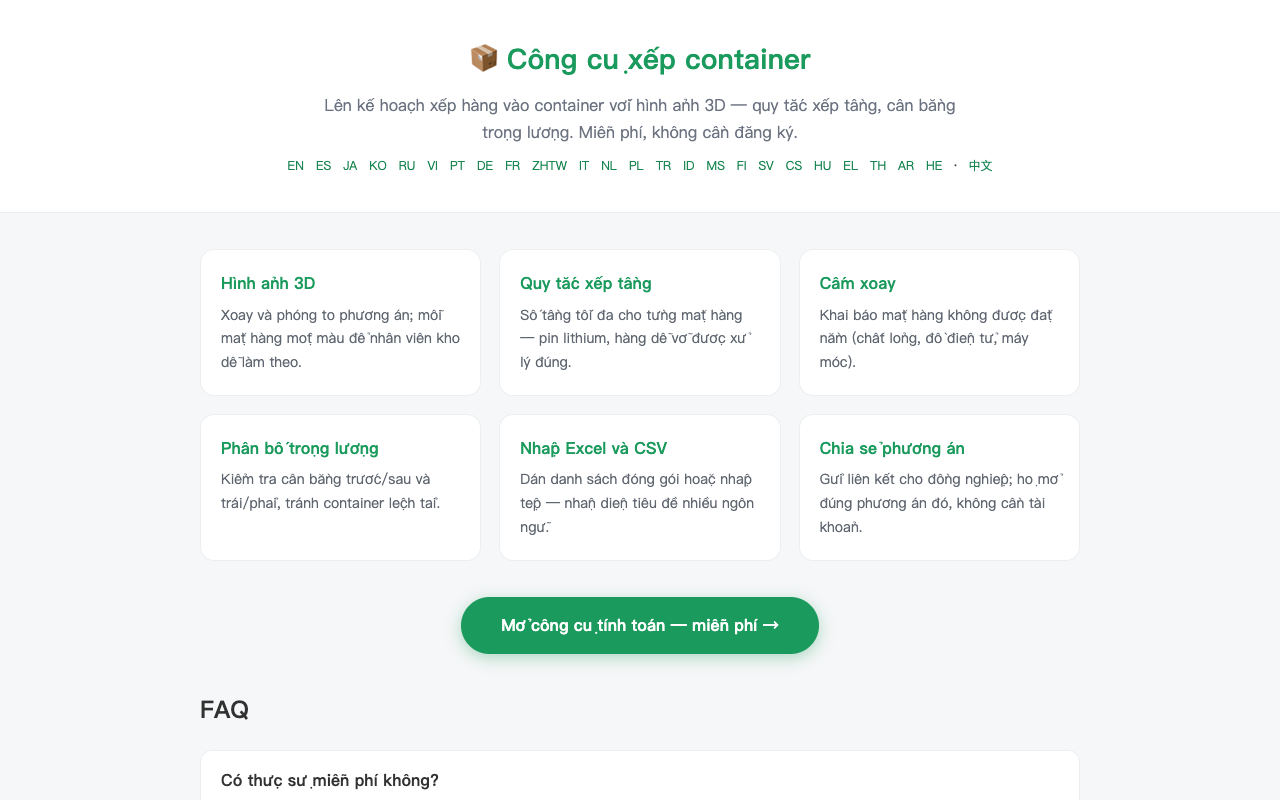 📦 Công cụ xếp container
Lên kế hoạch xếp hàng vào container với hình ảnh 3D — quy tắc xếp tầng, cân bằng
trọng lượng. Miễn phí, không cần đăng ký.
EN ES JA KO RU VI PT DE FR ZHTW IT NL PL TR ID MS FI SV CS HU EL TH AR HE · 中文
Hình ảnh 3D
Xoay và phóng to phương án; mỗi
mặt hàng một màu để nhân viên kho
dễ làm theo.
Quy tắc xếp tầng
Số tầng tối đa cho từng mặt hàng
— pin lithium, hàng dễ vỡ được xử
lý đúng.
Cấm xoay
Khai báo mặt hàng không được đặt
nằm (chất lỏng, đồ điện tử, máy
móc).
Phân bố trọng lượng
Kiểm tra cân bằng trước/sau và
trái/phải, tránh container lệch tải.
Nhập Excel và CSV
Dán danh sách đóng gói hoặc nhập
tệp — nhận diện tiêu đề nhiều ngôn
ngữ.
Chia sẻ phương án
Gửi liên kết cho đồng nghiệp; họ mở
đúng phương án đó, không cần tài
khoản.
Mở công cụ tính toán — miễn phí →
FAQ
Có thực sự miễn phí không?